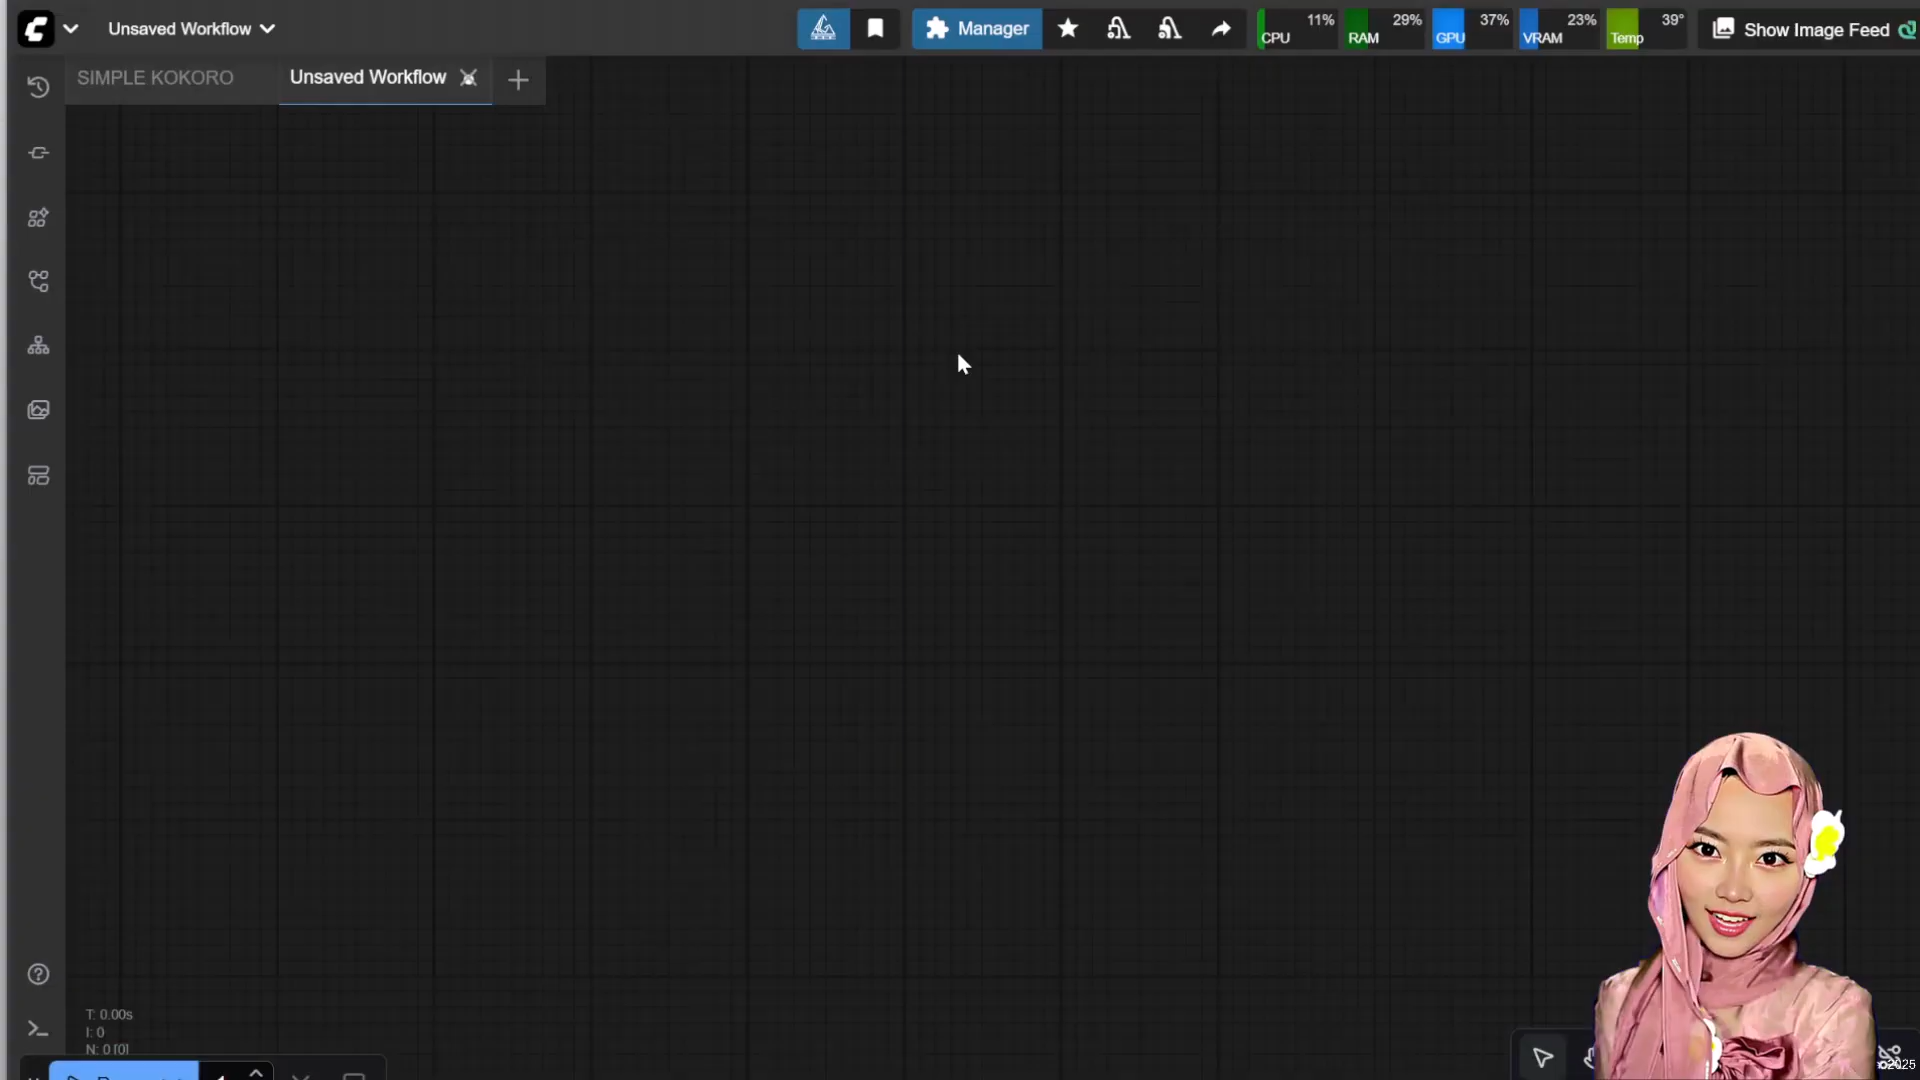 Unsaved Workflow
Manager
CPU 11%
RAM 29%
GPU 37%
VRAM 23%
Temp 39°
Show Image Feed
SIMPLE KOKORO
Unsaved Workflow
T: 0.00s
I: 0
N: 0 [0]
2025